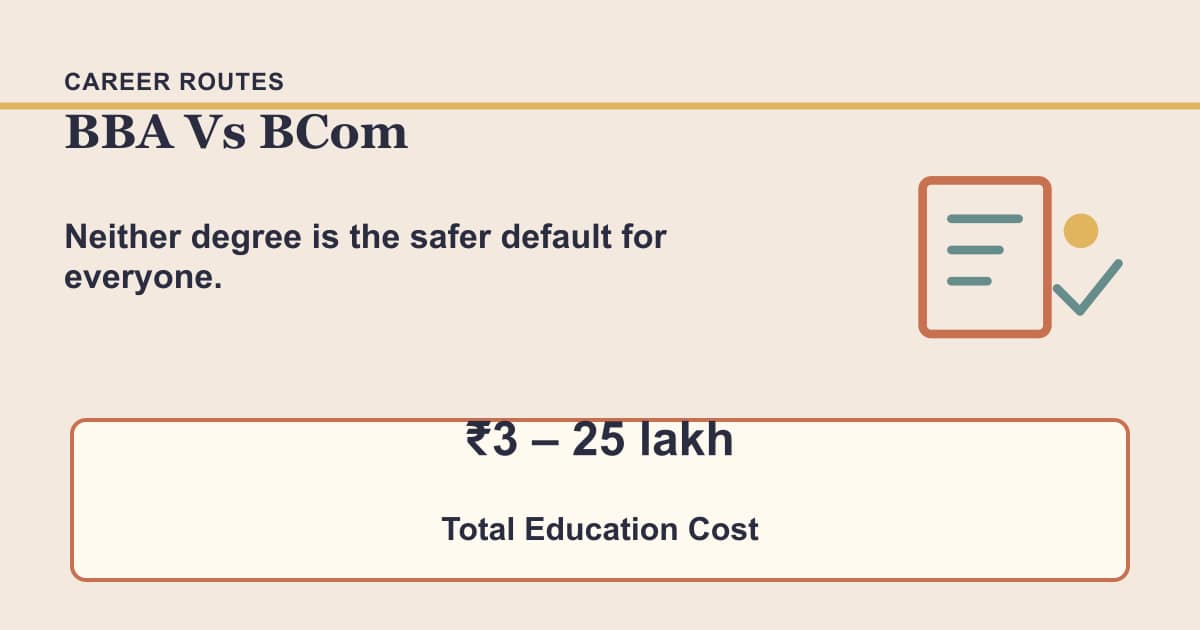 CAREER ROUTES
BBA Vs BCom
Neither degree is the safer default for
everyone.
₹3 – 25 lakh
Total Education Cost